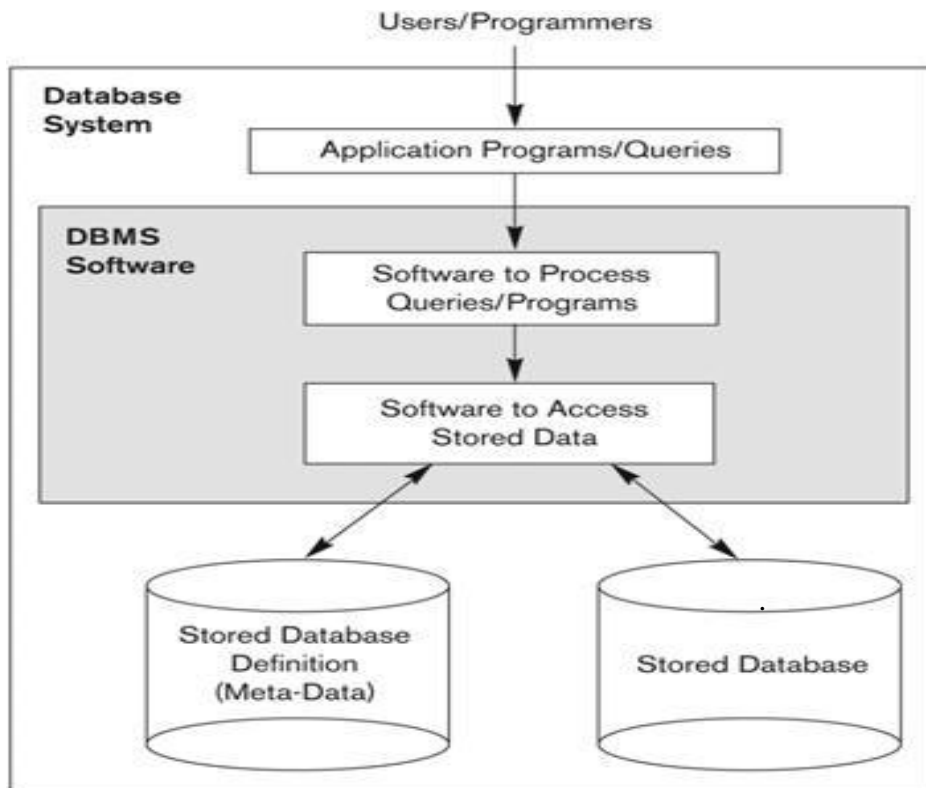 Users/Programmers
Database
System
Application Programs/Queries
DBMS
Software
Software to Process
Queries/Programs
Software to Access
Stored Data
Stored Database
Definition
(Meta-Data)
Stored Database